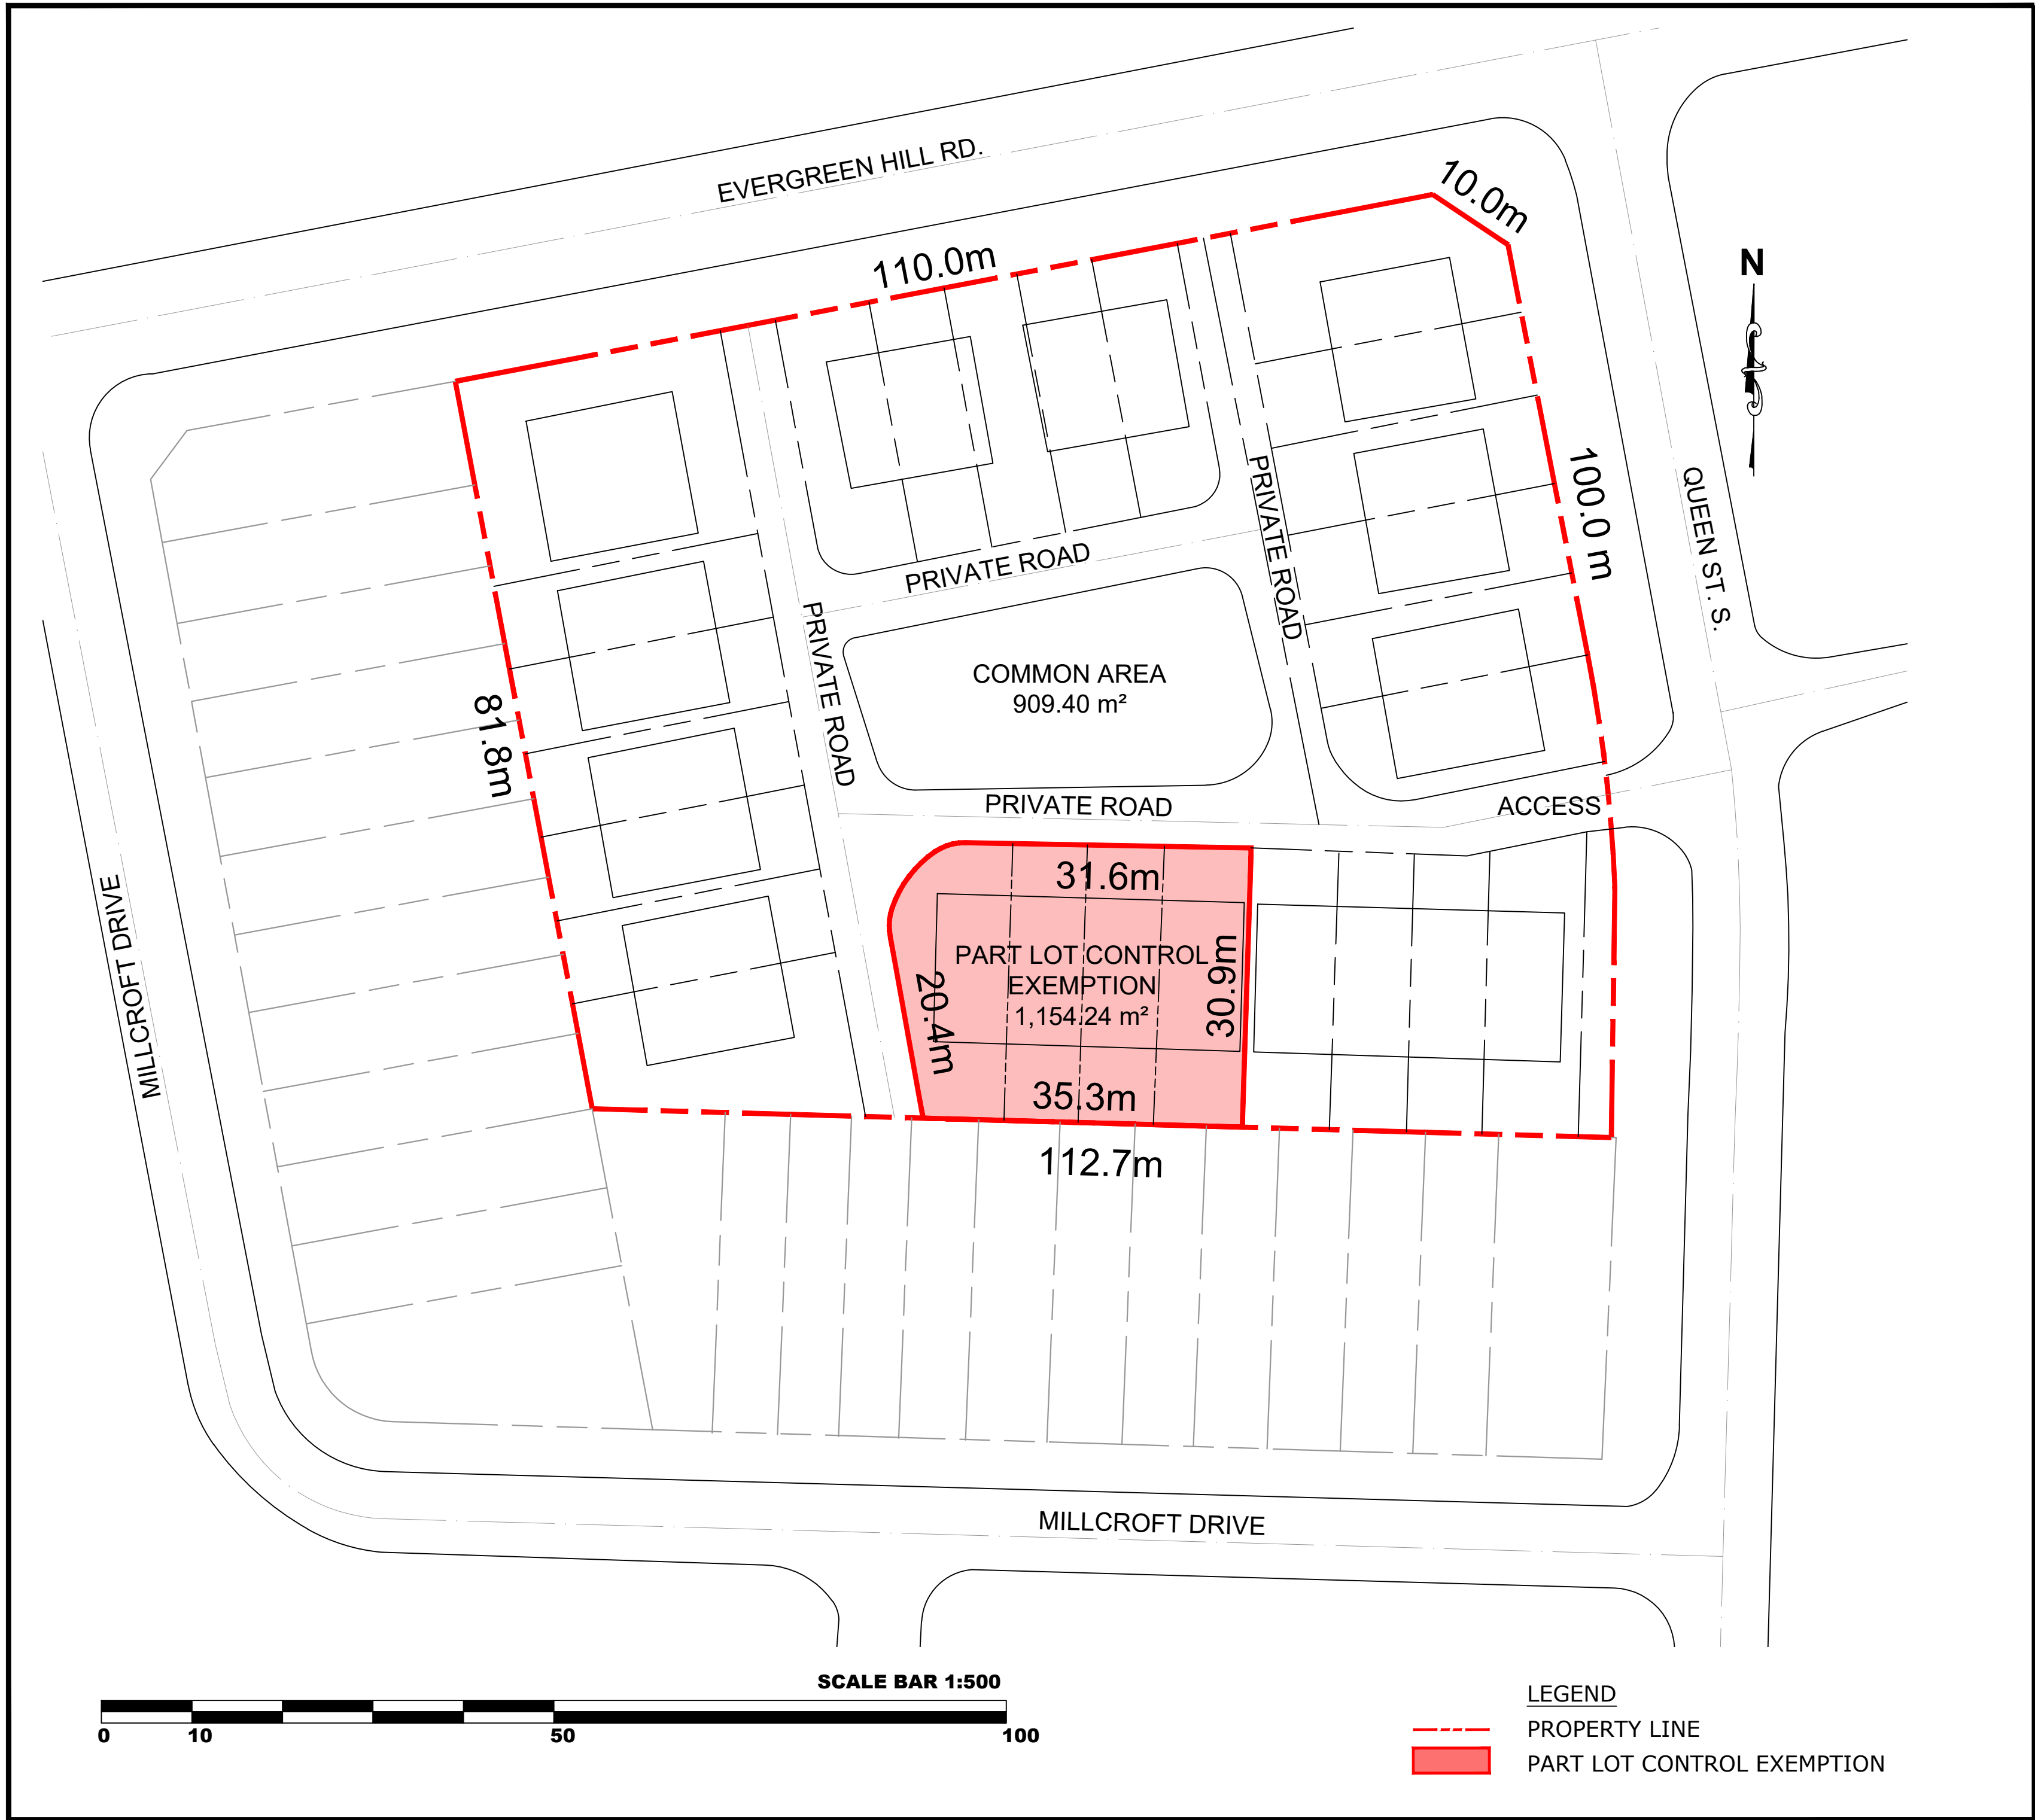 EVERGREEN HILL RD.
10.0m
110.0m
N
100.0 m
QUEEN ST. S.
PRIVATE ROAD
PRIVATE ROAD
PRIVATE ROAD
COMMON AREA
909.40 m²
81.8m
PRIVATE ROAD
ACCESS
31.6m
MILLCROFT DRIVE
PART LOT CONTROL
EXEMPTION
1,154.24 m²
20.4m
30.9m
35.3m
112.7m
MILLCROFT DRIVE
SCALE BAR 1:500
0 10 50 100
LEGEND
PROPERTY LINE
PART LOT CONTROL EXEMPTION